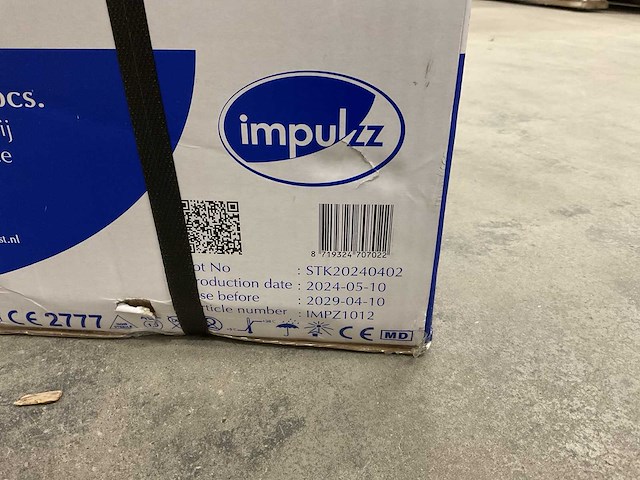 ocs.
ij
e
st.nl
impulzz
8 719324 707022
ot No : STK20240402
roduction date : 2024-05-10
se before : 2029-04-10
rticle number : IMPZ1012
CE 2777
CE MD